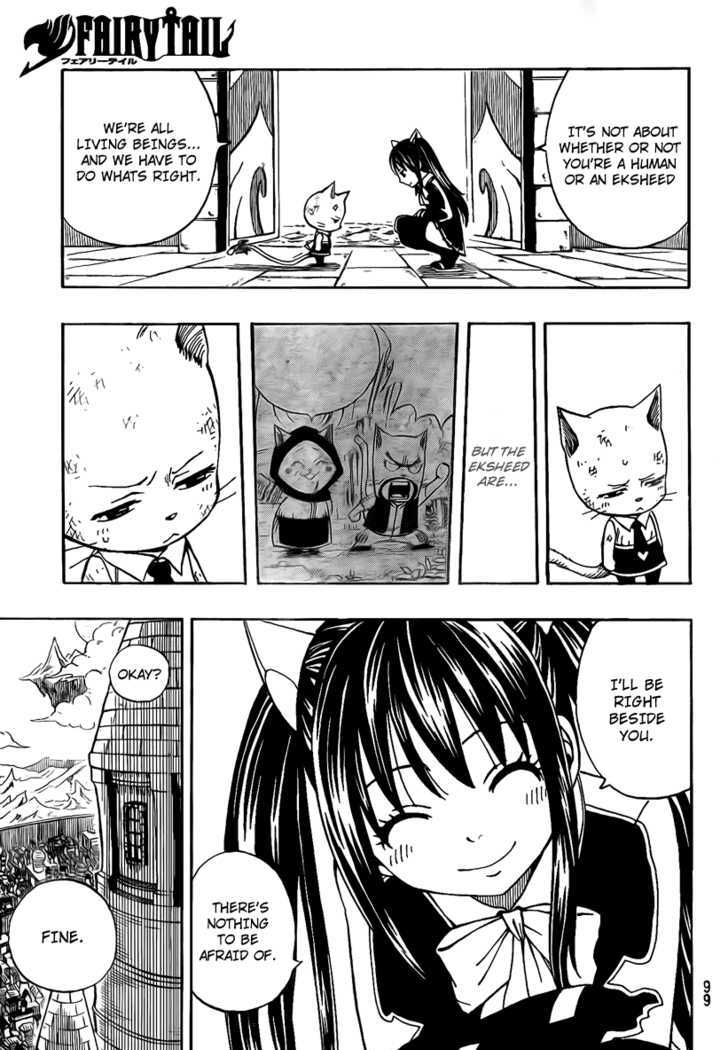 FAIRY TAIL
フェアリーテイル
IT'S NOT ABOUT
WHETHER OR NOT
YOU'RE A HUMAN
OR AN EKSHEED
WE'RE ALL
LIVING BEINGS...
AND WE HAVE TO
DO WHATS RIGHT.
BUT THE
EKSHEED
ARE...
I'LL BE
RIGHT
BESIDE
YOU.
THERE'S
NOTHING
TO BE
AFRAID OF.
OKAY?
FINE.
99